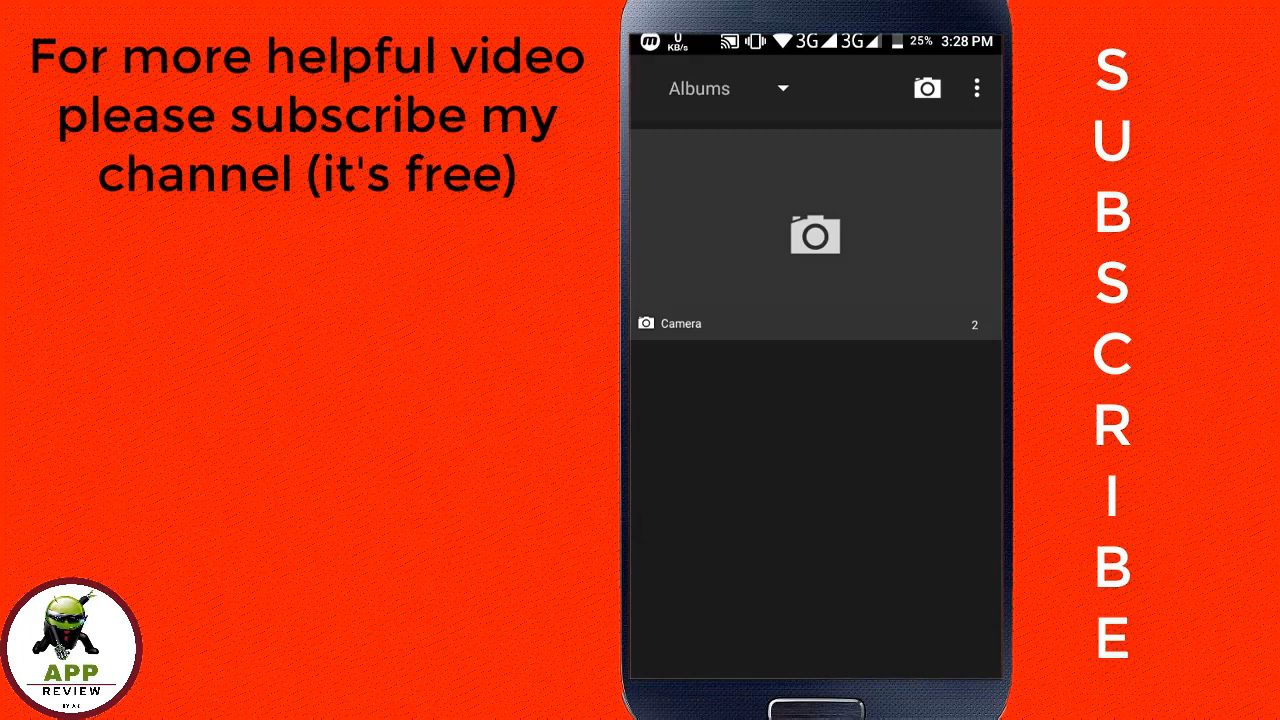 For more helpful video
please subscribe my
channel (it's free)
0
KB/s
3G
3G
25%
3:28 PM
Albums
Camera
2
S
U
B
S
C
R
I
B
E
APP
REVIEW